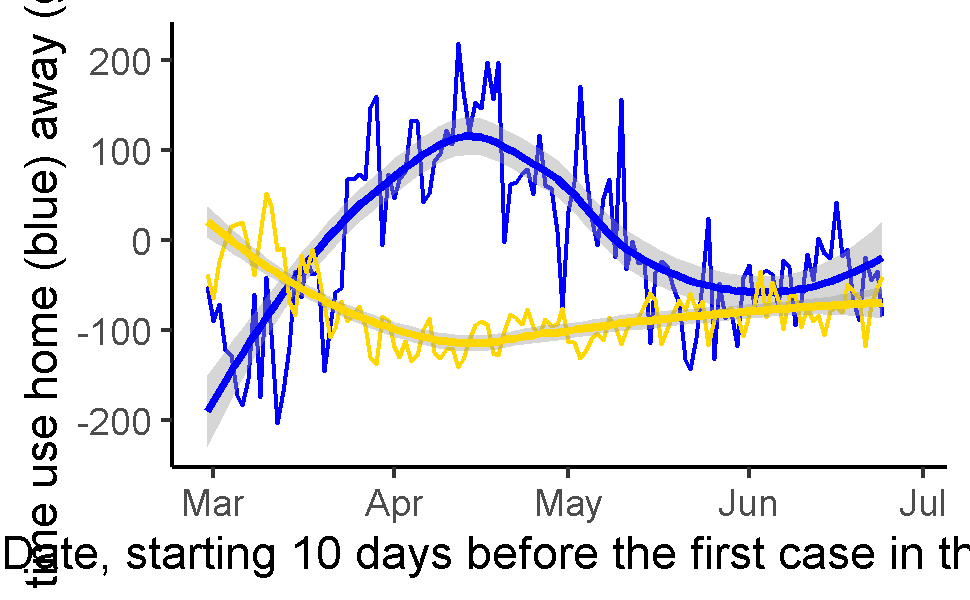 time use home (blue) away (
200
100
0
-100
-200
Mar Apr May Jun Jul
Date, starting 10 days before the first case in th